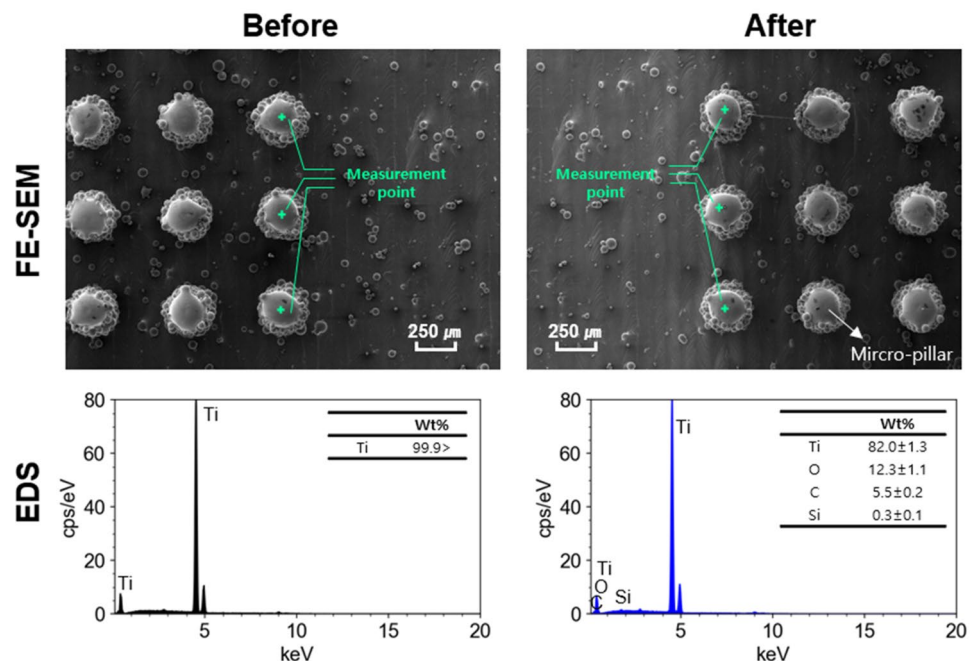 Before
After
FE-SEM
Measurement
point
250 ㎛
Measurement
point
250 ㎛
Mircro-pillar
EDS
80
60
40
20
0
cps/eV
Ti
Ti
Wt%
Ti 99.9>
5
10
15
20
keV
80
60
40
20
0
cps/eV
Ti
O
C
Si
Ti
Wt%
Ti 82.0±1.3
O 12.3±1.1
C 5.5±0.2
Si 0.3±0.1
5
10
15
20
keV